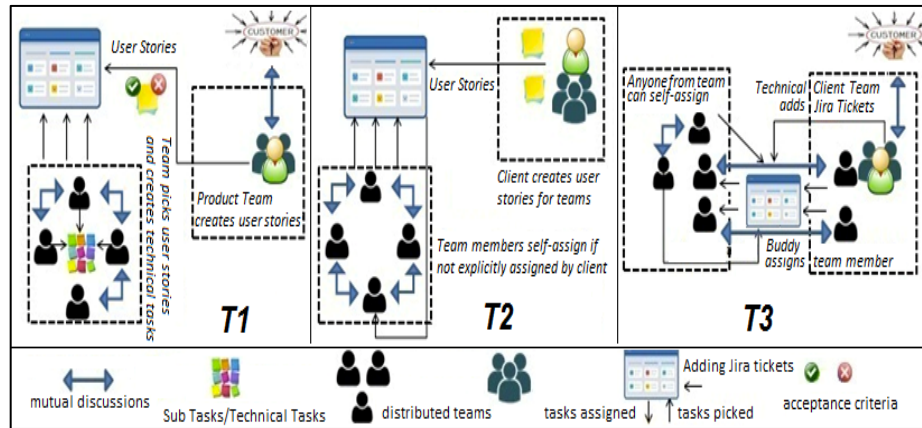 CUSTOMER
User Stories
Team picks user stories
and creates technical tasks
Product Team
creates user stories
T1
User Stories
Client creates user
stories for teams
Team members self-assign if
not explicitly assigned by client
T2
CUSTOMER
Anyone from team
can self-assign
Technical
adds
Client Team
Jira Tickets
Buddy
assigns
team member
T3
mutual discussions
Sub Tasks/Technical Tasks
distributed teams
tasks assigned
tasks picked
Adding Jira tickets
acceptance criteria